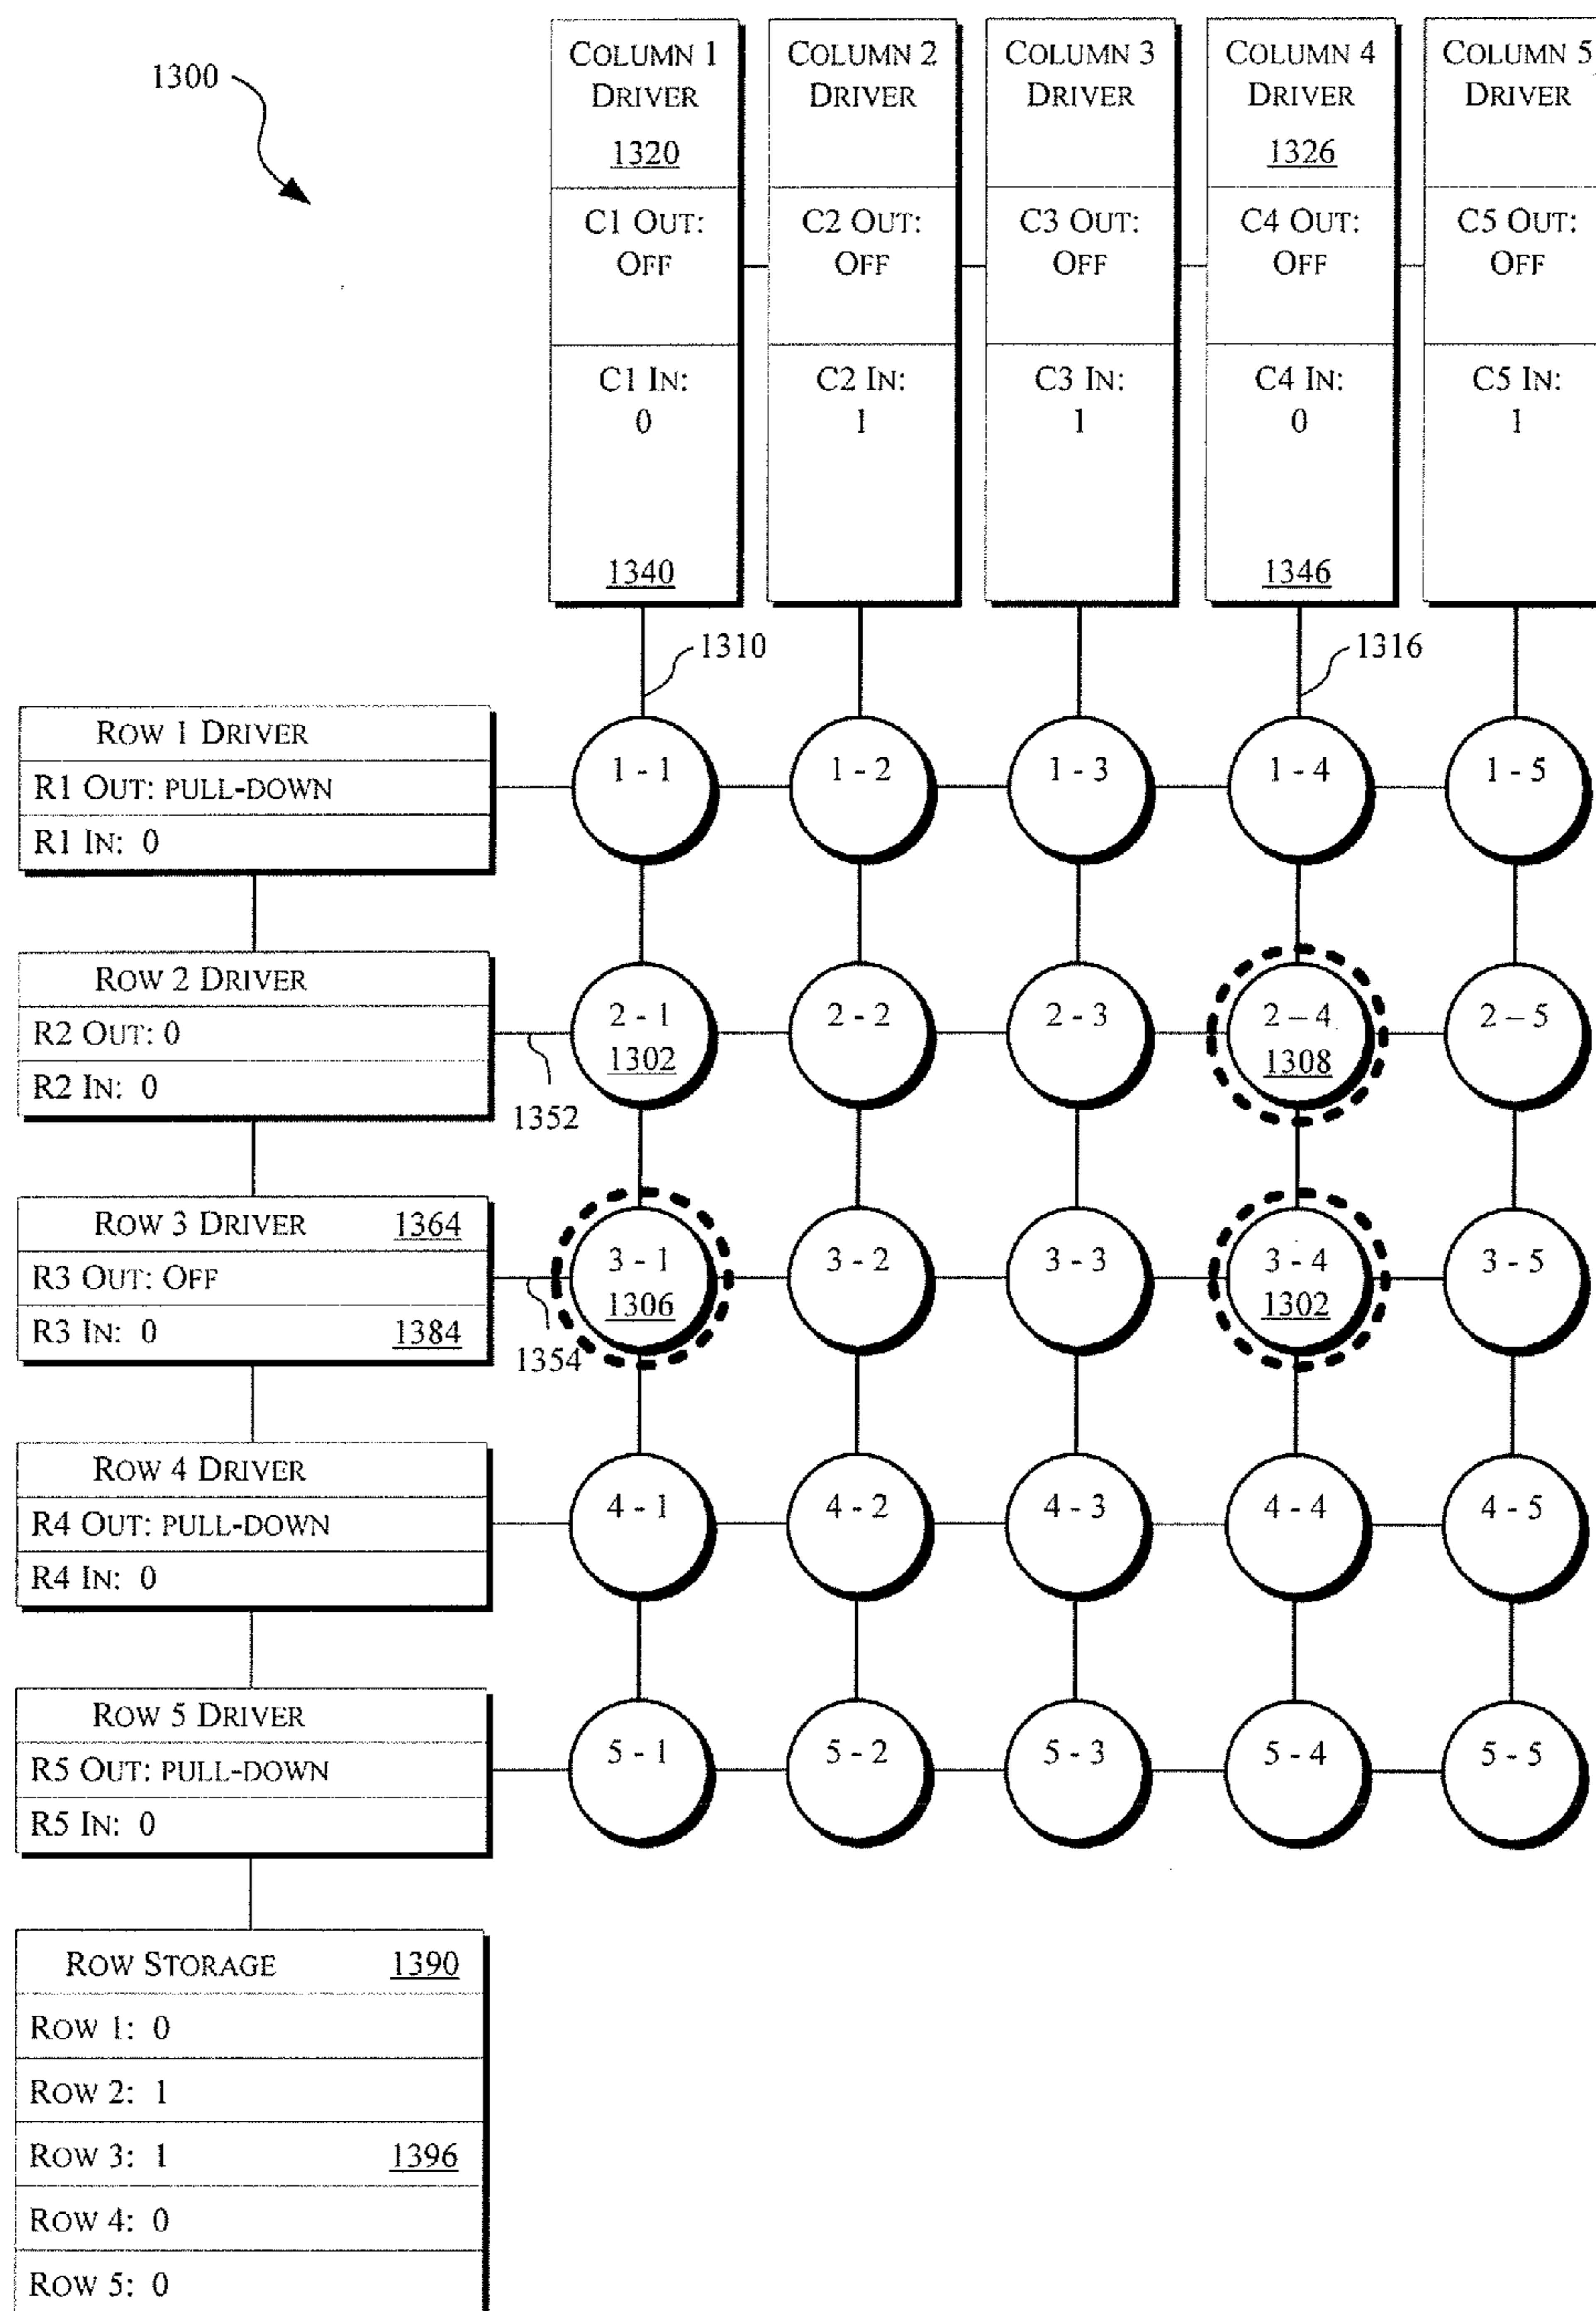 1300
COLUMN 1
DRIVER
1320
C1 OUT:
OFF
C1 IN:
0
1340
COLUMN 2
DRIVER
C2 OUT:
OFF
C2 IN:
1
COLUMN 3
DRIVER
C3 OUT:
OFF
C3 IN:
1
COLUMN 4
DRIVER
1326
C4 OUT:
OFF
C4 IN:
0
1346
COLUMN 5
DRIVER
C5 OUT:
OFF
C5 IN:
1
1310
1316
ROW 1 DRIVER
R1 OUT: PULL-DOWN
R1 IN: 0
1 - 1
1 - 2
1 - 3
1 - 4
1 - 5
ROW 2 DRIVER
R2 OUT: 0
R2 IN: 0
1352
2 - 1
1302
2 - 2
2 - 3
2 – 4
1308
2 – 5
ROW 3 DRIVER 1364
R3 OUT: OFF
R3 IN: 0 1384
1354
3 - 1
1306
3 - 2
3 - 3
3 - 4
1302
3 - 5
ROW 4 DRIVER
R4 OUT: PULL-DOWN
R4 IN: 0
4 - 1
4 - 2
4 - 3
4 - 4
4 - 5
ROW 5 DRIVER
R5 OUT: PULL-DOWN
R5 IN: 0
5 - 1
5 - 2
5 - 3
5 - 4
5 - 5
ROW STORAGE 1390
ROW 1: 0
ROW 2: 1
ROW 3: 1 1396
ROW 4: 0
ROW 5: 0